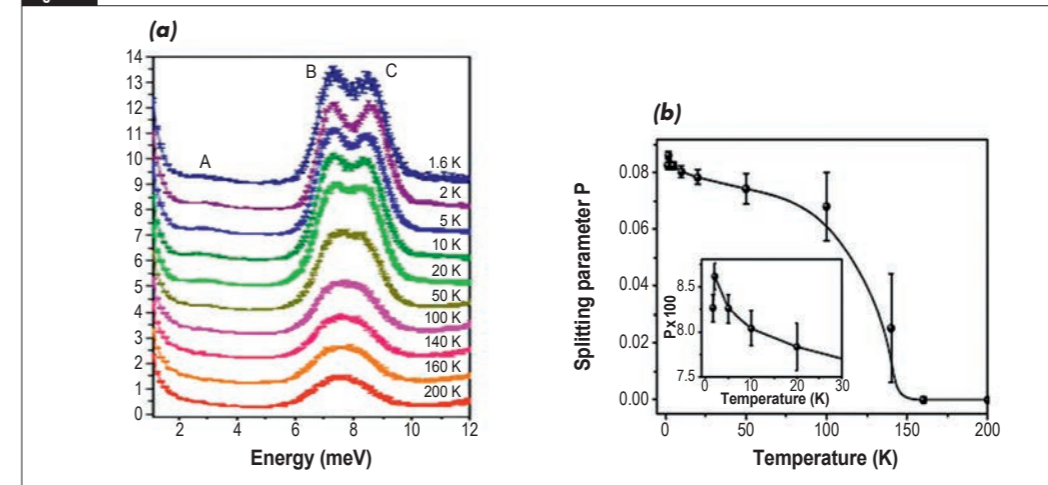 (a)
14
13
12
11
10
9
8
7
6
5
4
3
2
1
0
A
B
C
1.6 K
2 K
5 K
10 K
20 K
50 K
100 K
140 K
160 K
200 K
2
4
6
8
10
12
Energy (meV)
(b)
Splitting parameter P
0.08
0.06
0.04
0.02
0.00
P x 100
8.5
8.0
7.5
0
10
20
30
Temperature (K)
0
50
100
150
200
Temperature (K)